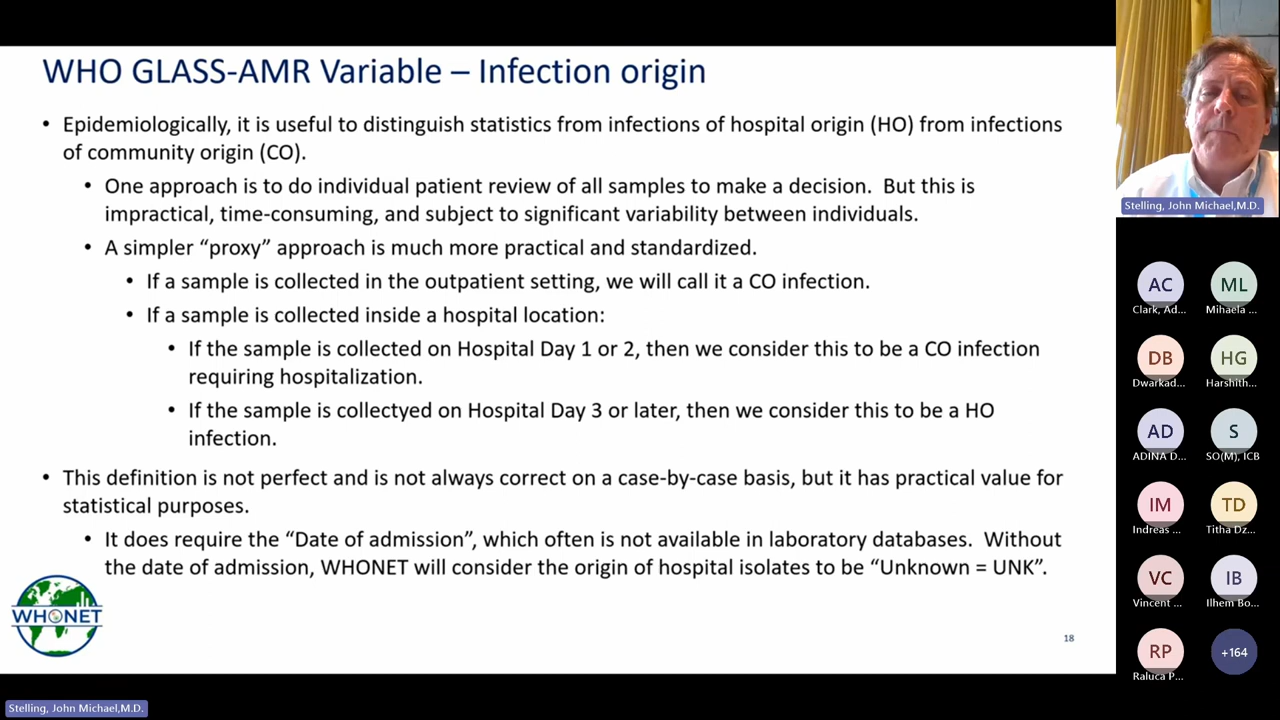 WHO GLASS-AMR Variable – Infection origin
• Epidemiologically, it is useful to distinguish statistics from infections of hospital origin (HO) from infections
of community origin (CO).
• One approach is to do individual patient review of all samples to make a decision.  But this is
impractical, time-consuming, and subject to significant variability between individuals.
• A simpler “proxy” approach is much more practical and standardized.
• If a sample is collected in the outpatient setting, we will call it a CO infection.
• If a sample is collected inside a hospital location:
• If the sample is collected on Hospital Day 1 or 2, then we consider this to be a CO infection
requiring hospitalization.
• If the sample is collectyed on Hospital Day 3 or later, then we consider this to be a HO
infection.
• This definition is not perfect and is not always correct on a case-by-case basis, but it has practical value for
statistical purposes.
• It does require the “Date of admission”, which often is not available in laboratory databases.  Without
the date of admission, WHONET will consider the origin of hospital isolates to be “Unknown = UNK”.
WHONET
18
Stelling, John Michael,M.D.
Stelling, John Michael,M.D.
AC
ML
Clark, Ad...
Mihaela ...
DB
HG
Dwarkad...
Harshith...
AD
S
ADINA D...
SO(M), ICB
IM
TD
Indreas ...
Titha Dz...
VC
IB
Vincent ...
Ilhem Bo...
RP
+164
Raluca P...